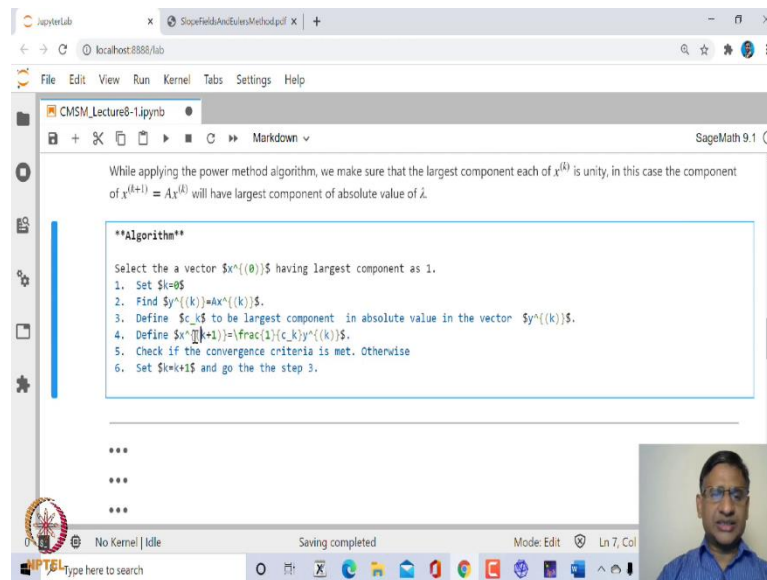 JupyterLab
SlopeFieldsAndEulersMethod.pdf
localhost:8888/lab
File Edit View Run Kernel Tabs Settings Help
CMSM_Lecture8-1.ipynb
Markdown
SageMath 9.1
While applying the power method algorithm, we make sure that the largest component each of x^(k) is unity, in this case the component
of x^(k+1) = Ax^(k) will have largest component of absolute value of λ.
**Algorithm**
Select the a vector $x^{(0)}$ having largest component as 1.
1. Set $k=0$
2. Find $y^{(k)}=Ax^{(k)}$.
3. Define $c_k$ to be largest component in absolute value in the vector $y^{(k)}$.
4. Define $x^{(k+1)}=\frac{1}{c_k}y^{(k)}$.
5. Check if the convergence criteria is met. Otherwise
6. Set $k=k+1$ and go the the step 3.
No Kernel | Idle
Saving completed
Mode: Edit
Ln 7, Col
NPTEL
Type here to search